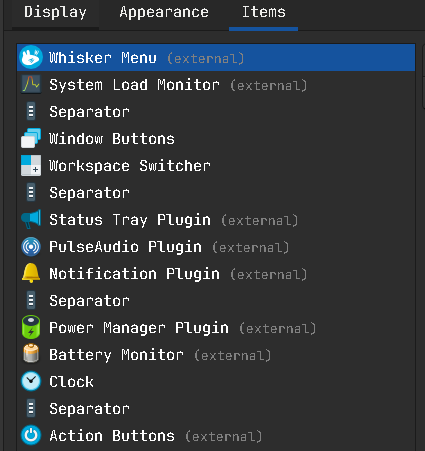 Display Appearance Items
Whisker Menu (external)
System Load Monitor (external)
Separator
Window Buttons
Workspace Switcher
Separator
Status Tray Plugin (external)
PulseAudio Plugin (external)
Notification Plugin (external)
Separator
Power Manager Plugin (external)
Battery Monitor (external)
Clock
Separator
Action Buttons (external)